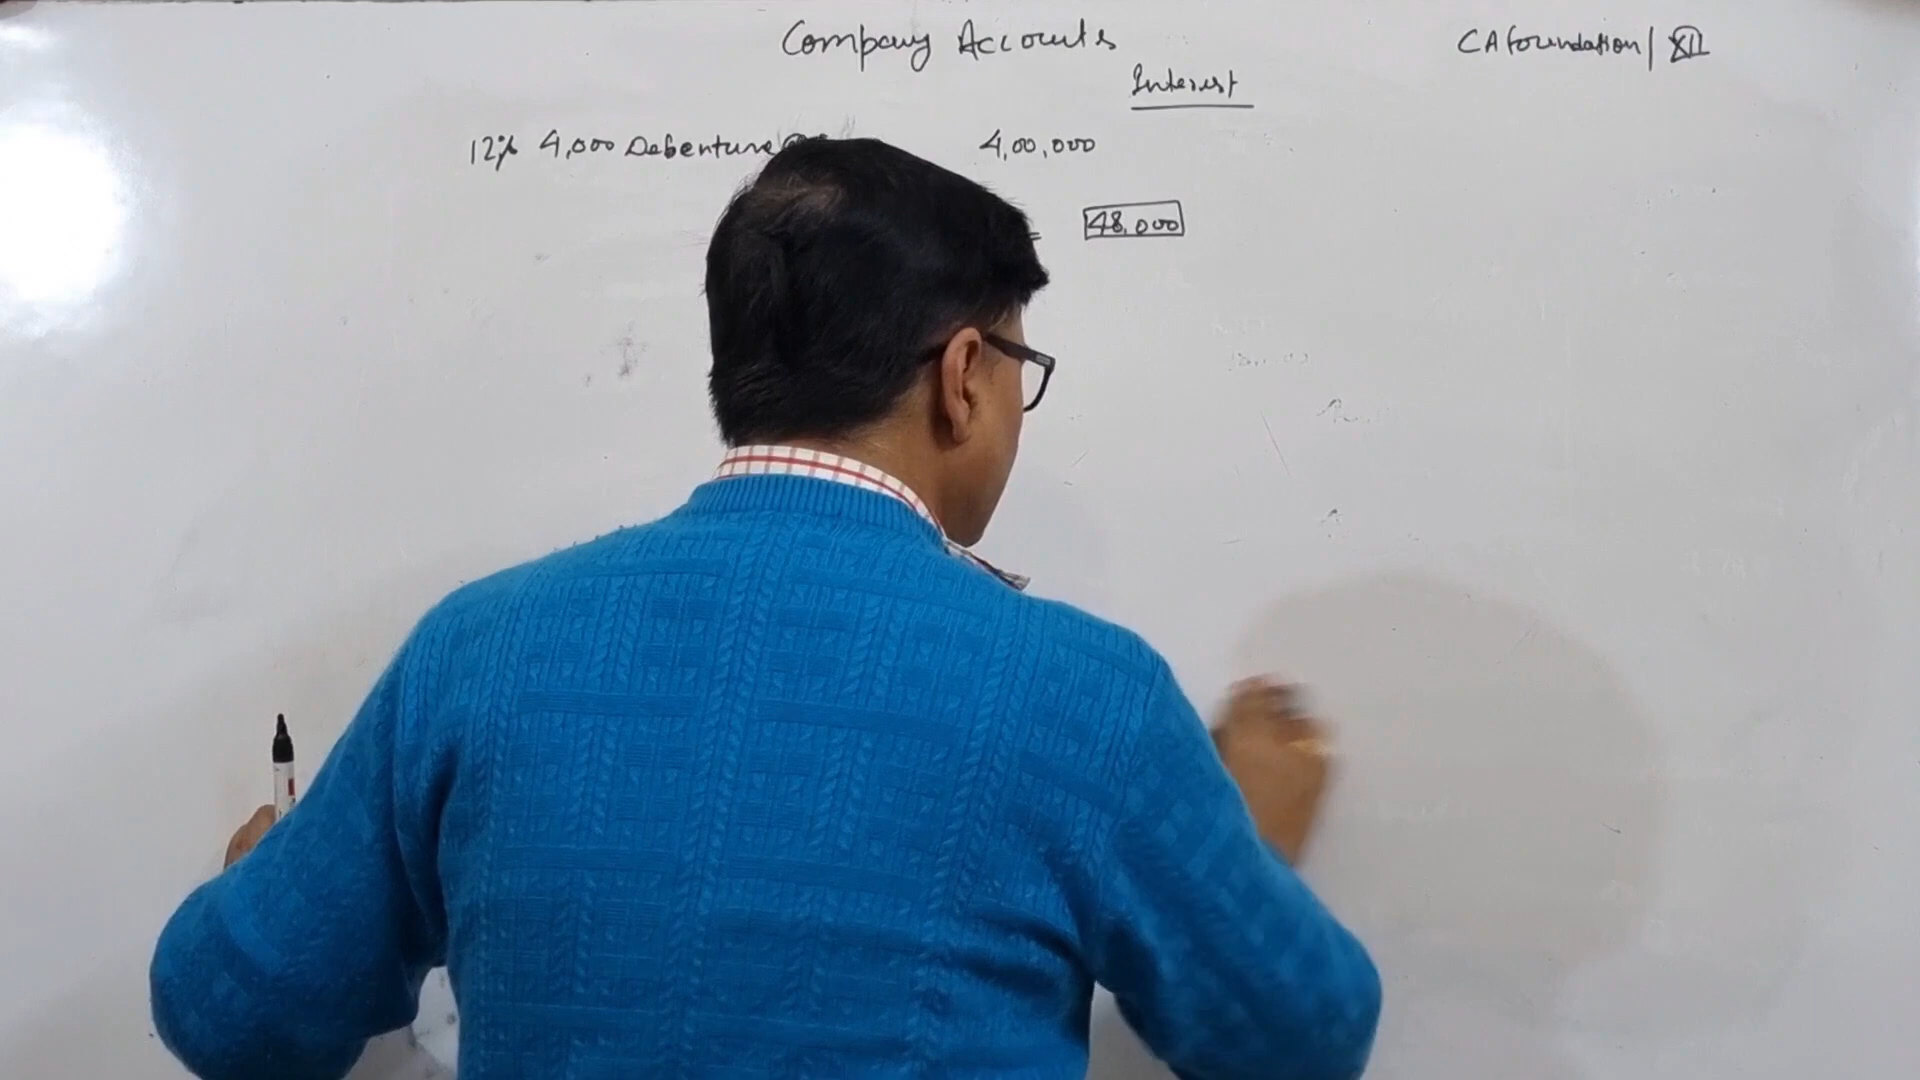 Company Accounts
CA foundation / XII
Interest
12% 4,000 Debenture 4,00,000
= 48,000